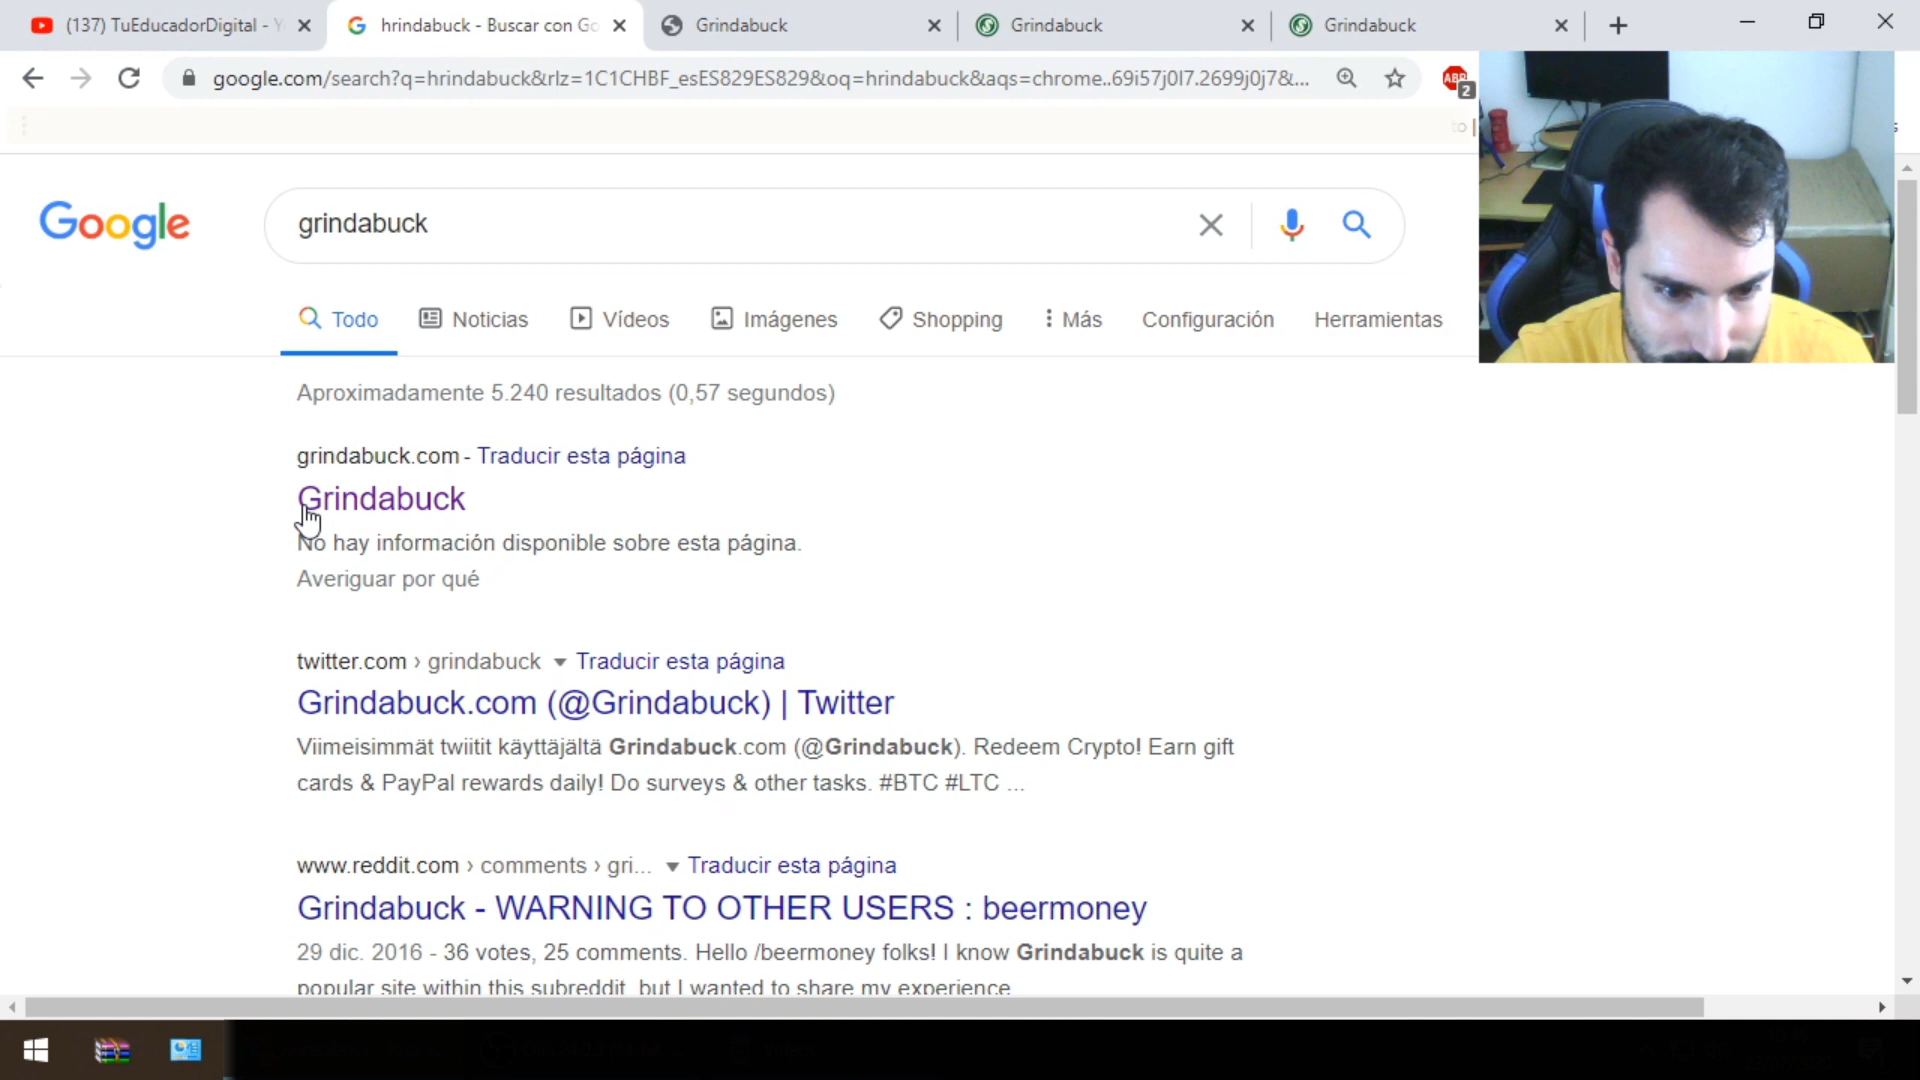 (137) TuEducadorDigital -
hrindabuck - Buscar con Go
Grindabuck
Grindabuck
Grindabuck
google.com/search?q=hrindabuck&rlz=1C1CHBF_esES829ES829&oq=hrindabuck&aqs=chrome..69i57j0l7.2699j0j7&...
ABP
2
Google
grindabuck
Todo
Noticias
Vídeos
Imágenes
Shopping
Más
Configuración
Herramientas
Aproximadamente 5.240 resultados (0,57 segundos)
grindabuck.com - Traducir esta página
Grindabuck
No hay información disponible sobre esta página.
Averiguar por qué
twitter.com › grindabuck Traducir esta página
Grindabuck.com (@Grindabuck) | Twitter
Viimeisimmät twiitit käyttäjältä Grindabuck.com (@Grindabuck). Redeem Crypto! Earn gift
cards & PayPal rewards daily! Do surveys & other tasks. #BTC #LTC ...
www.reddit.com › comments › gri... Traducir esta página
Grindabuck - WARNING TO OTHER USERS : beermoney
29 dic. 2016 - 36 votes, 25 comments. Hello /beermoney folks! I know Grindabuck is quite a
popular site within this subreddit, but I wanted to share my experience